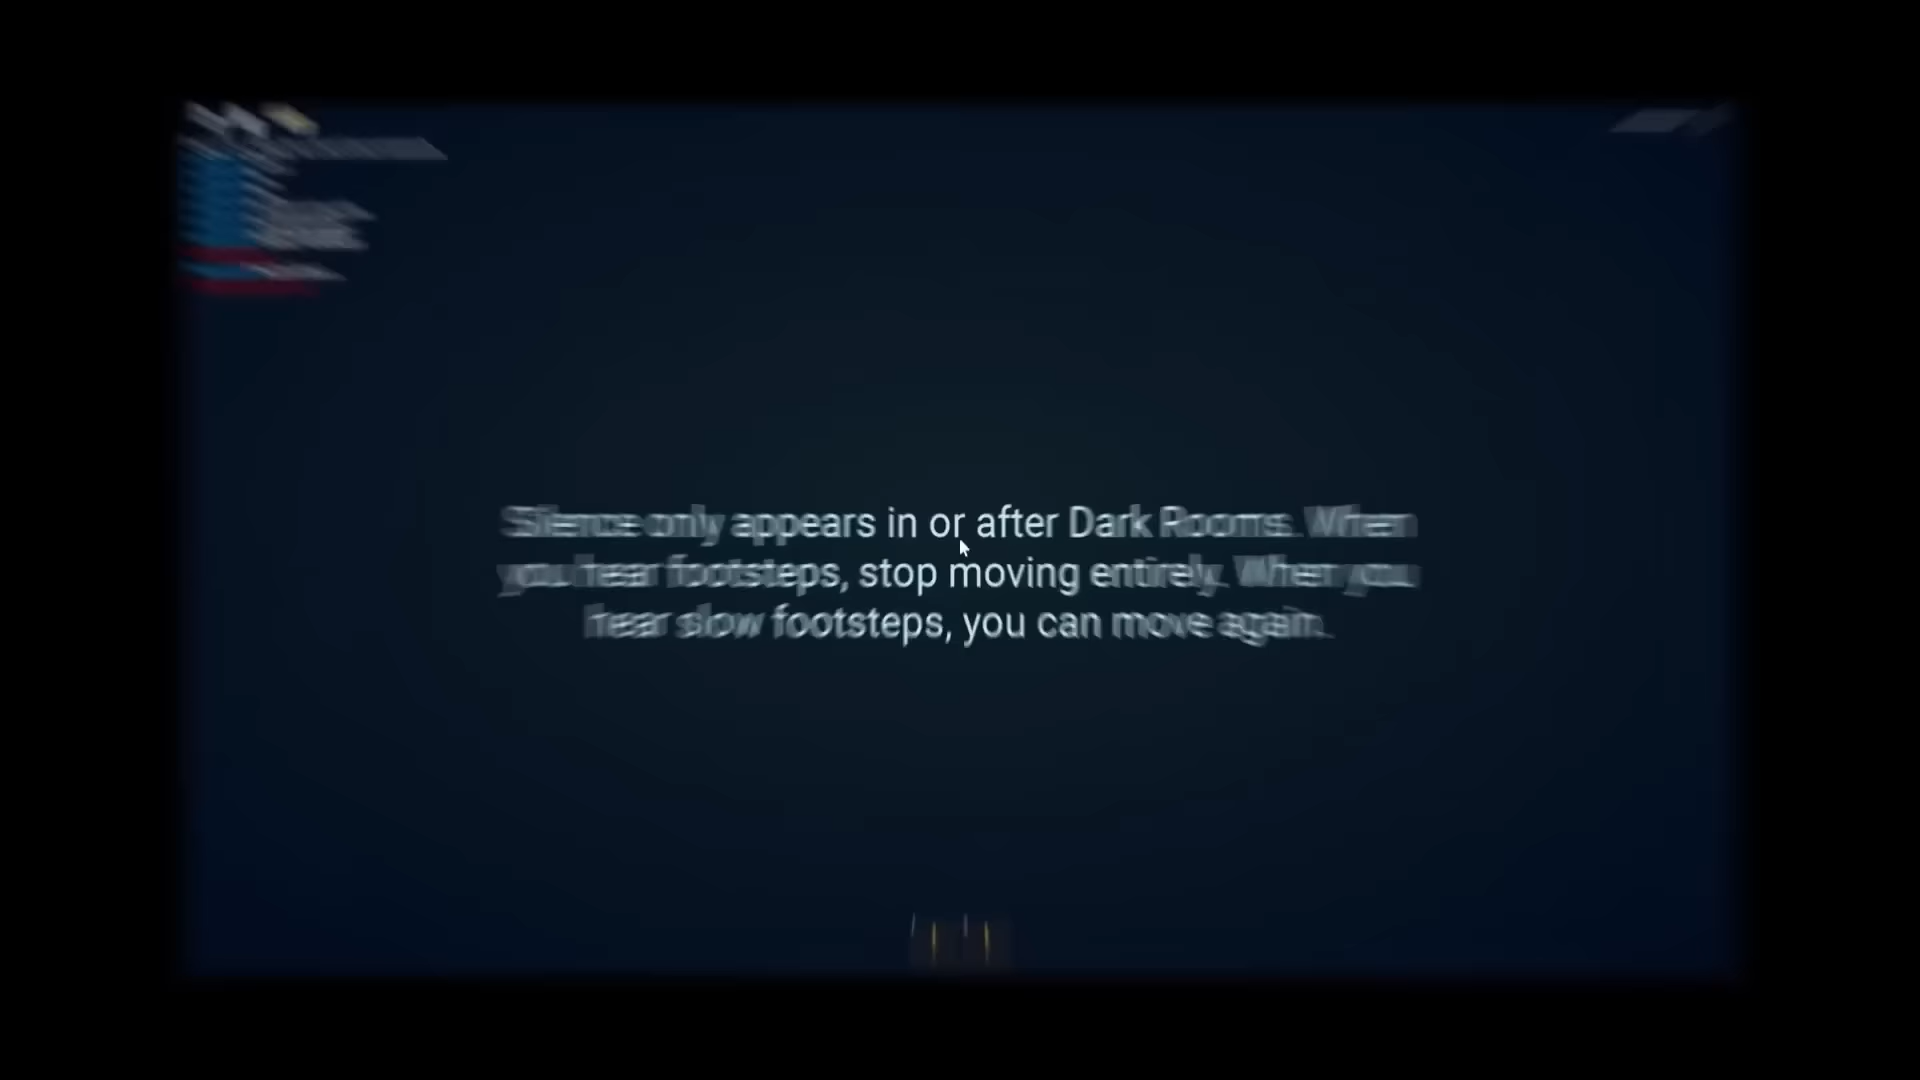 Silence only appears in or after Dark Rooms. When
you hear footsteps, stop moving entirely. When you
hear slow footsteps, you can move again.